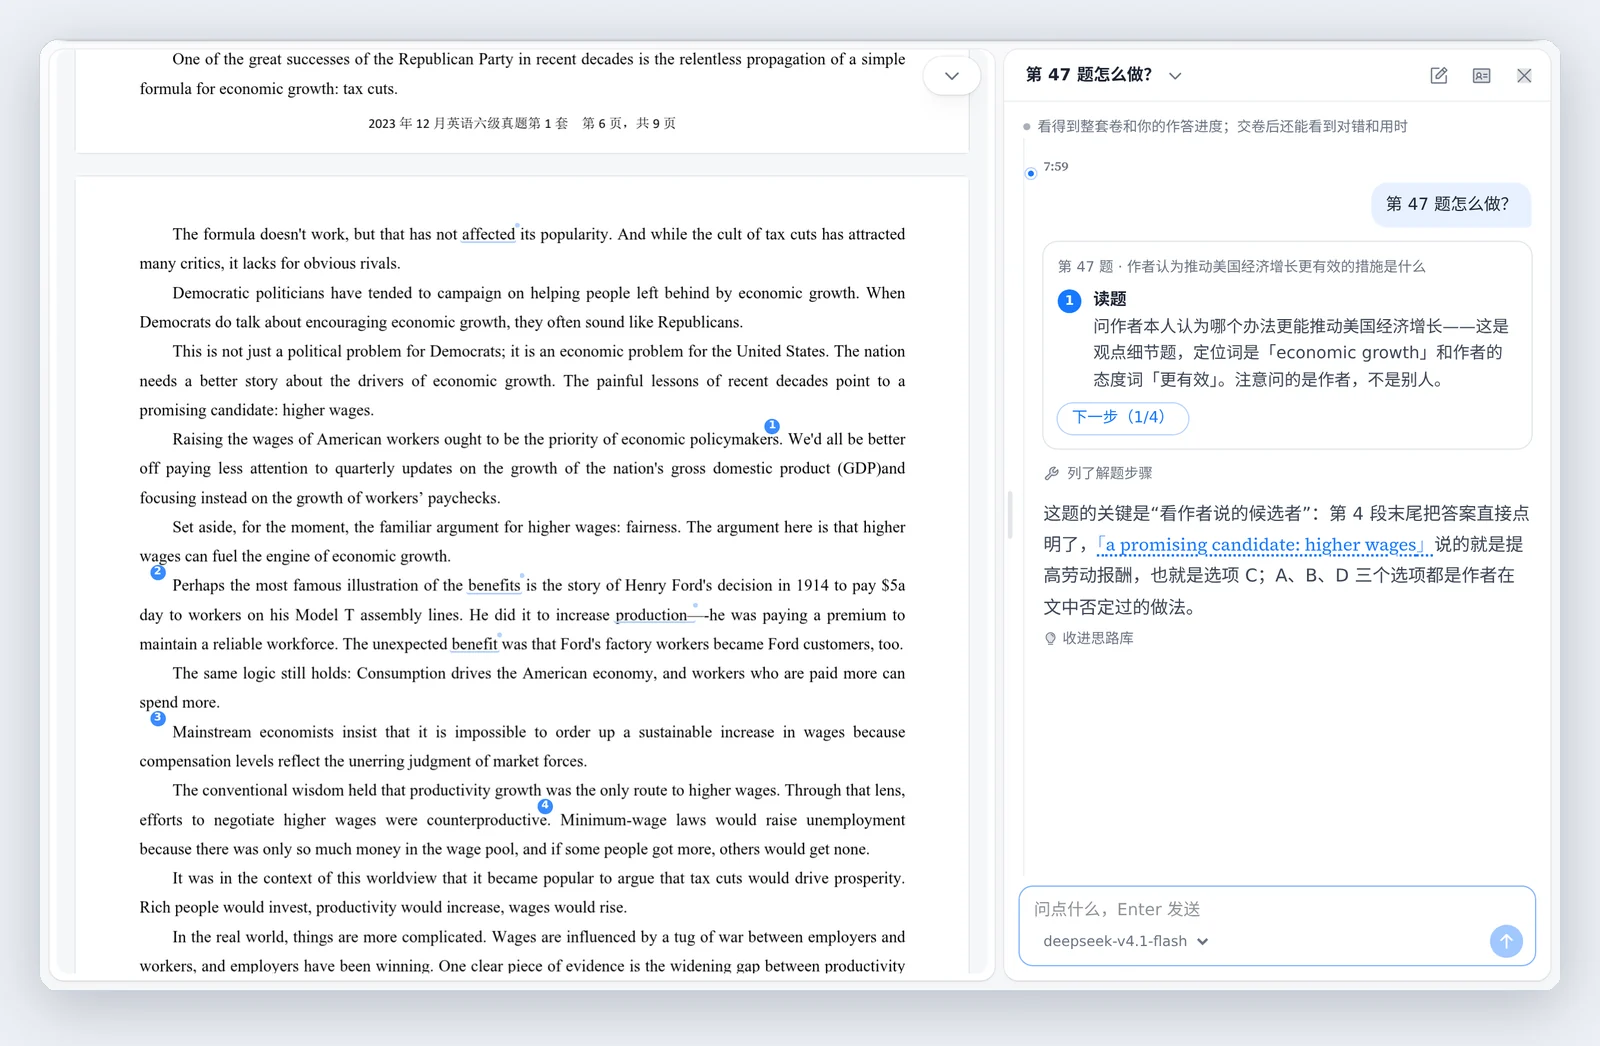 One of the great successes of the Republican Party in recent decades is the relentless propagation of a simple
formula for economic growth: tax cuts.
2023 年 12 月英语六级真题第 1 套 第 6 页，共 9 页
The formula doesn't work, but that has not affected its popularity. And while the cult of tax cuts has attracted
many critics, it lacks for obvious rivals.
Democratic politicians have tended to campaign on helping people left behind by economic growth. When
Democrats do talk about encouraging economic growth, they often sound like Republicans.
This is not just a political problem for Democrats; it is an economic problem for the United States. The nation
needs a better story about the drivers of economic growth. The painful lessons of recent decades point to a
promising candidate: higher wages.
1
Raising the wages of American workers ought to be the priority of economic policymakers. We'd all be better
off paying less attention to quarterly updates on the growth of the nation's gross domestic product (GDP)and
focusing instead on the growth of workers’ paychecks.
Set aside, for the moment, the familiar argument for higher wages: fairness. The argument here is that higher
wages can fuel the engine of economic growth.
2
Perhaps the most famous illustration of the benefits is the story of Henry Ford's decision in 1914 to pay $5a
day to workers on his Model T assembly lines. He did it to increase production—-he was paying a premium to
maintain a reliable workforce. The unexpected benefit was that Ford's factory workers became Ford customers, too.
The same logic still holds: Consumption drives the American economy, and workers who are paid more can
spend more.
3
Mainstream economists insist that it is impossible to order up a sustainable increase in wages because
compensation levels reflect the unerring judgment of market forces.
The conventional wisdom held that productivity growth was the only route to higher wages. Through that lens,
4
efforts to negotiate higher wages were counterproductive. Minimum-wage laws would raise unemployment
because there was only so much money in the wage pool, and if some people got more, others would get none.
It was in the context of this worldview that it became popular to argue that tax cuts would drive prosperity.
Rich people would invest, productivity would increase, wages would rise.
In the real world, things are more complicated. Wages are influenced by a tug of war between employers and
workers, and employers have been winning. One clear piece of evidence is the widening gap between productivity
第 47 题怎么做？
看得到整套卷和你的作答进度；交卷后还能看到对错和用时
7:59
第 47 题怎么做？
第 47 题 · 作者认为推动美国经济增长更有效的措施是什么
1 读题
问作者本人认为哪个办法更能推动美国经济增长——这是
观点细节题，定位词是「economic growth」和作者的
态度词「更有效」。注意问的是作者，不是别人。
下一步（1/4）
列了解题步骤
这题的关键是“看作者说的候选者”：第 4 段末尾把答案直接点
明了，「a promising candidate: higher wages」说的就是提
高劳动报酬，也就是选项 C；A、B、D 三个选项都是作者在
文中否定过的做法。
收进思路库
问点什么，Enter 发送
deepseek-v4.1-flash